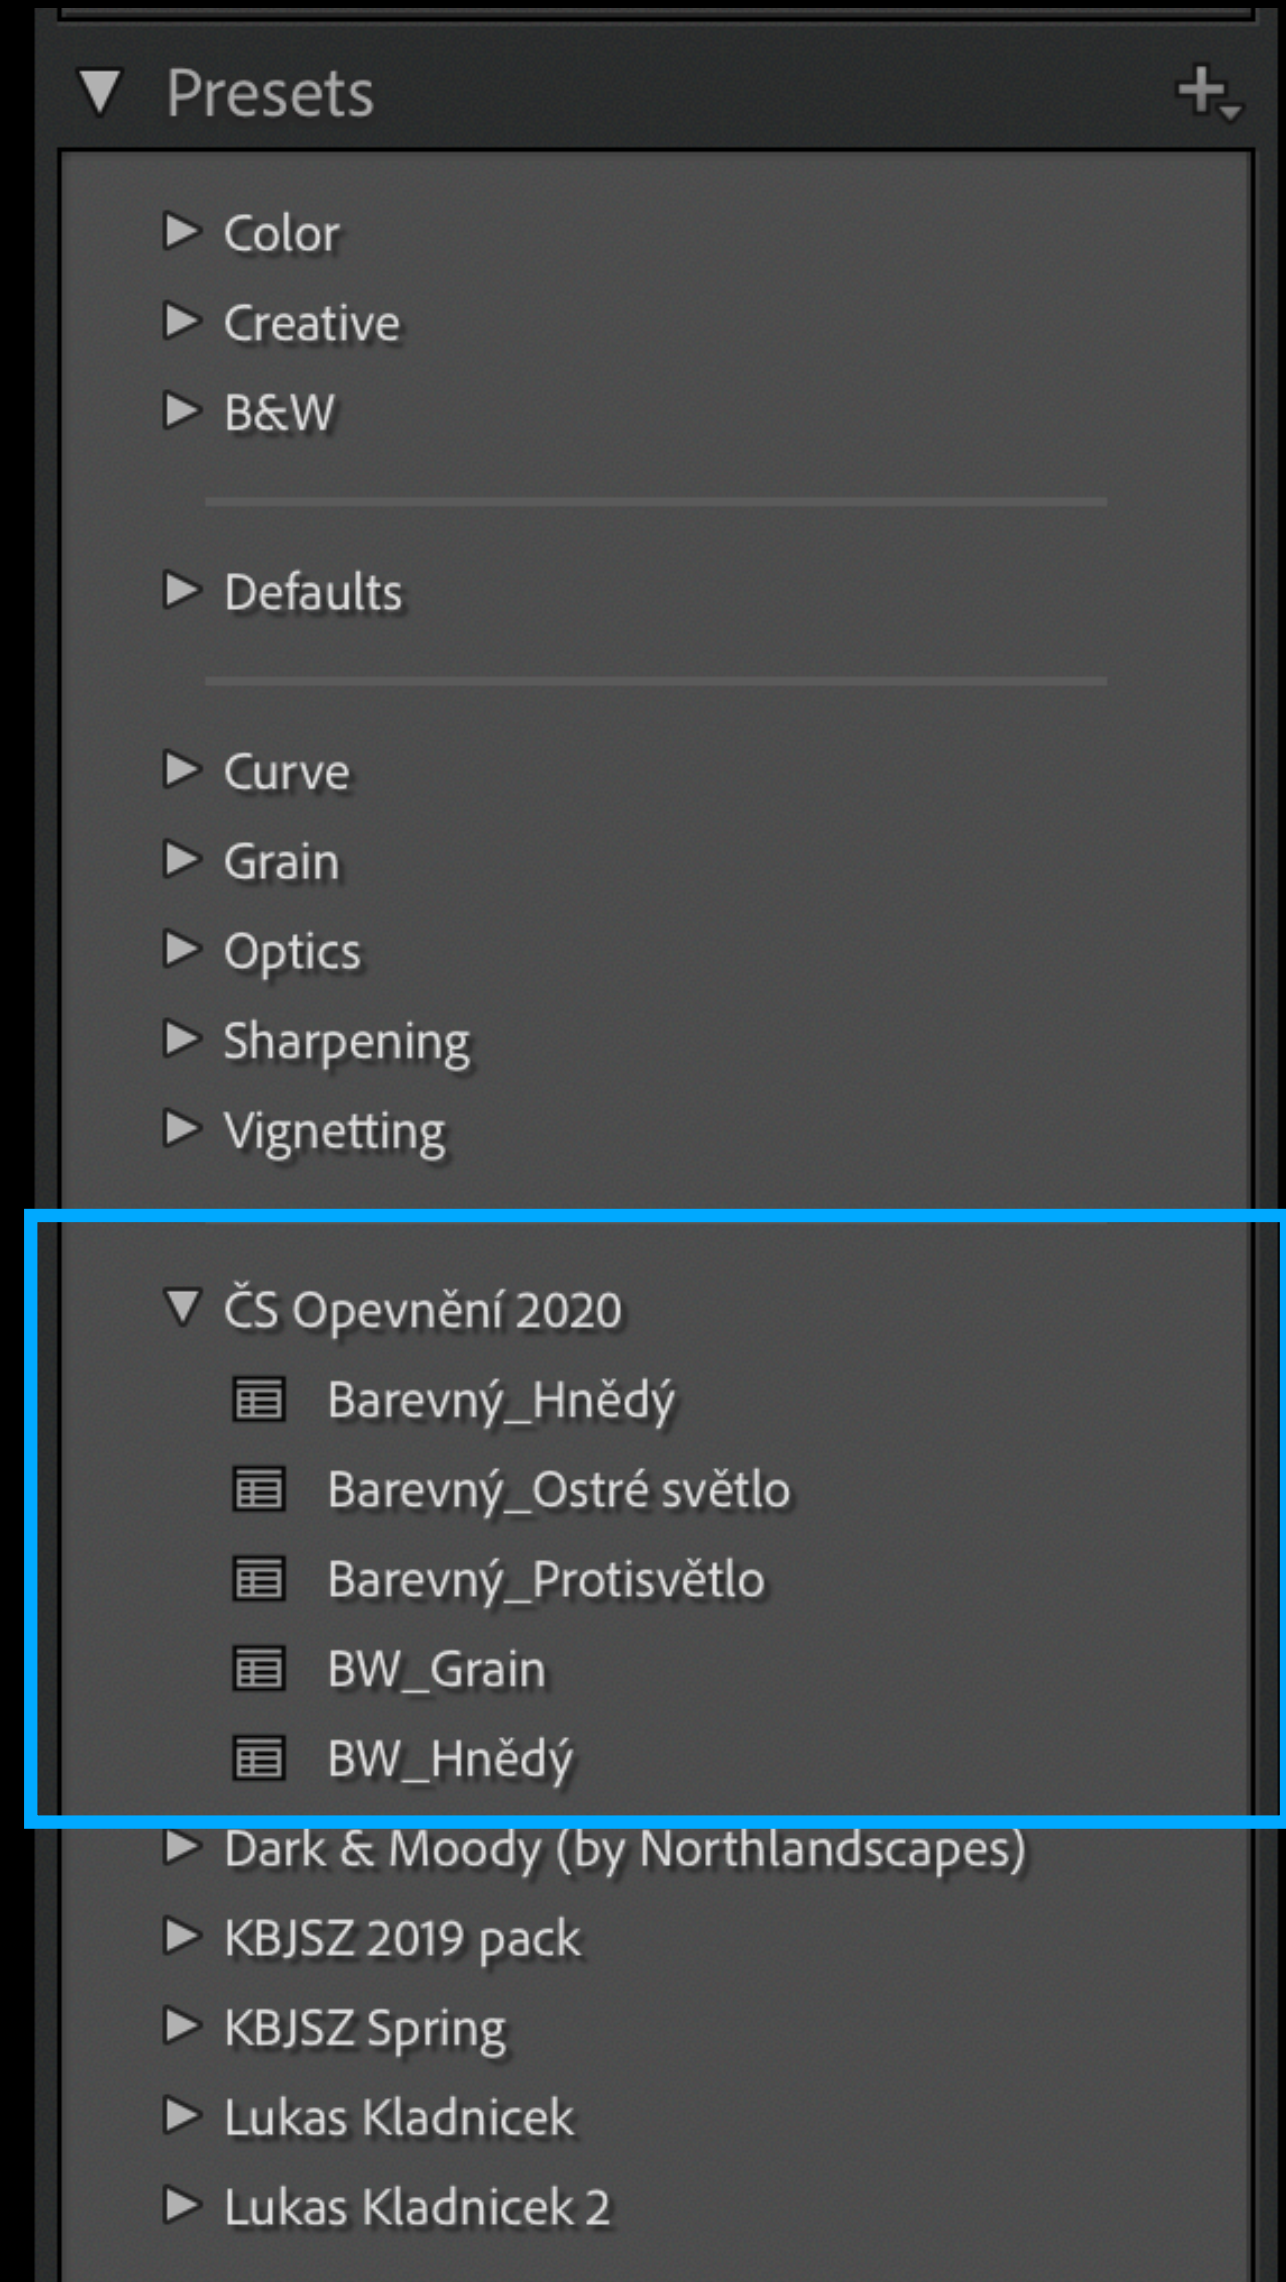 Presets
Color
Creative
B&W
Defaults
Curve
Grain
Optics
Sharpening
Vignetting
ČS Opevnění 2020
Barevný_Hnědý
Barevný_Ostré světlo
Barevný_Protisvětlo
BW_Grain
BW_Hnědý
Dark & Moody (by Northlandscapes)
KBJSZ 2019 pack
KBJSZ Spring
Lukas Kladnicek
Lukas Kladnicek 2